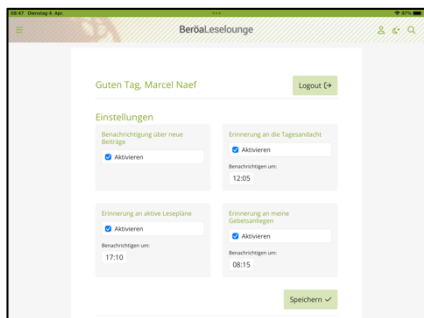 09:47 Dienstag 4. Apr.
97%
BeröaLeselounge
Guten Tag, Marcel Naef
Logout
Einstellungen
Benachrichtigung über neue
Beiträge
Aktivieren
Erinnerung an die Tagesandacht
Aktivieren
Benachrichtigen um:
12:05
Erinnerung an aktive Lesepläne
Aktivieren
Benachrichtigen um:
17:10
Erinnerung an meine
Gebetsanliegen
Aktivieren
Benachrichtigen um:
08:15
Speichern